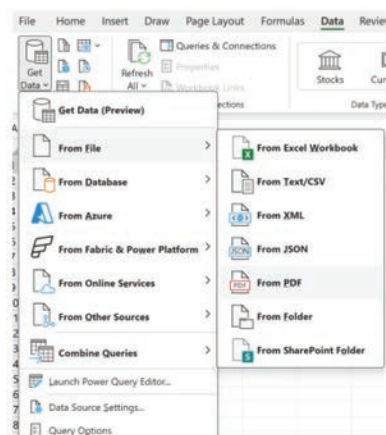 File Home Insert Draw Page Layout Formulas Data Review
Get Data
Refresh All
Queries & Connections
Properties
Workbook Links
Stocks
Data Type
Get Data (Preview)
From File
From Database
From Azure
From Fabric & Power Platform
From Online Services
From Other Sources
Combine Queries
Launch Power Query Editor...
Data Source Settings...
Query Options
From Excel Workbook
From Text/CSV
From XML
From JSON
From PDF
From Folder
From SharePoint Folder